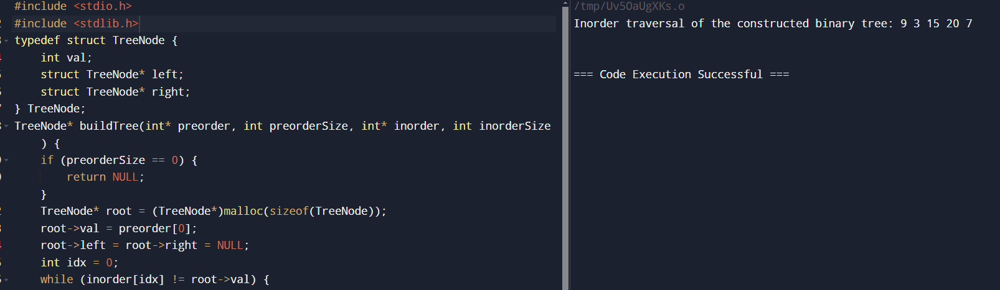 #include <stdio.h>
#include <stdlib.h>
typedef struct TreeNode {
int val;
struct TreeNode* left;
struct TreeNode* right;
} TreeNode;
TreeNode* buildTree(int* preorder, int preorderSize, int* inorder, int inorderSize
) {
if (preorderSize == 0) {
return NULL;
}
TreeNode* root = (TreeNode*)malloc(sizeof(TreeNode));
root->val = preorder[0];
root->left = root->right = NULL;
int idx = 0;
while (inorder[idx] != root->val) {
/tmp/Uv5OaUgXKs.o
Inorder traversal of the constructed binary tree: 9 3 15 20 7
=== Code Execution Successful ===